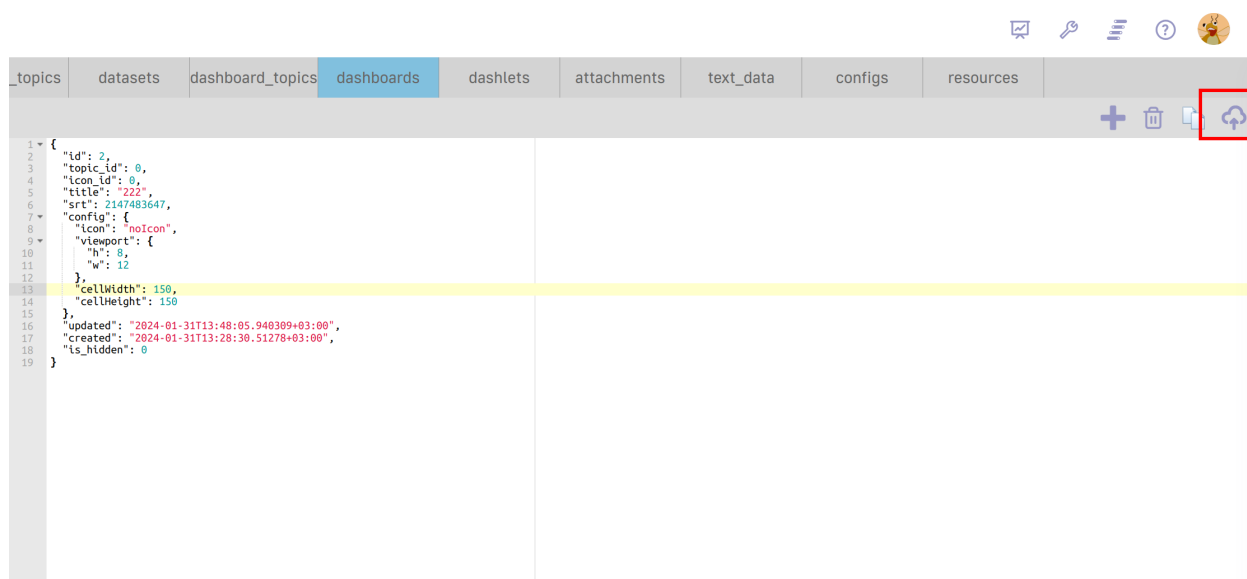 _topics datasets dashboard_topics dashboards dashlets attachments text_data configs resources
1 {
2 "id": 2,
3 "topic_id": 0,
4 "icon_id": 0,
5 "title": "222",
6 "srt": 2147483647,
7 "config": {
8 "icon": "noIcon",
9 "viewport": {
10 "h": 8,
11 "w": 12
12 },
13 "cellWidth": 150,
14 "cellHeight": 150
15 },
16 "updated": "2024-01-31T13:48:05.940309+03:00",
17 "created": "2024-01-31T13:28:30.51278+03:00",
18 "is_hidden": 0
19 }